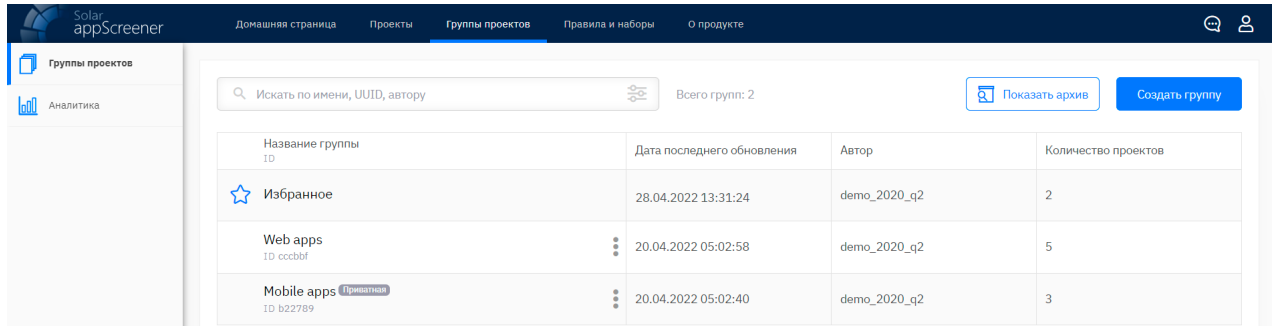 Solar
appScreener
Домашняя страница Проекты Группы проектов Правила и наборы О продукте
Группы проектов
Аналитика
Искать по имени, UUID, автору Всего групп: 2 Показать архив Создать группу
Название группы
ID
Дата последнего обновления Автор Количество проектов
Избранное 28.04.2022 13:31:24 demo_2020_q2 2
Web apps 20.04.2022 05:02:58 demo_2020_q2 5
ID cccbbf
Mobile apps Приватная 20.04.2022 05:02:40 demo_2020_q2 3
ID b22789